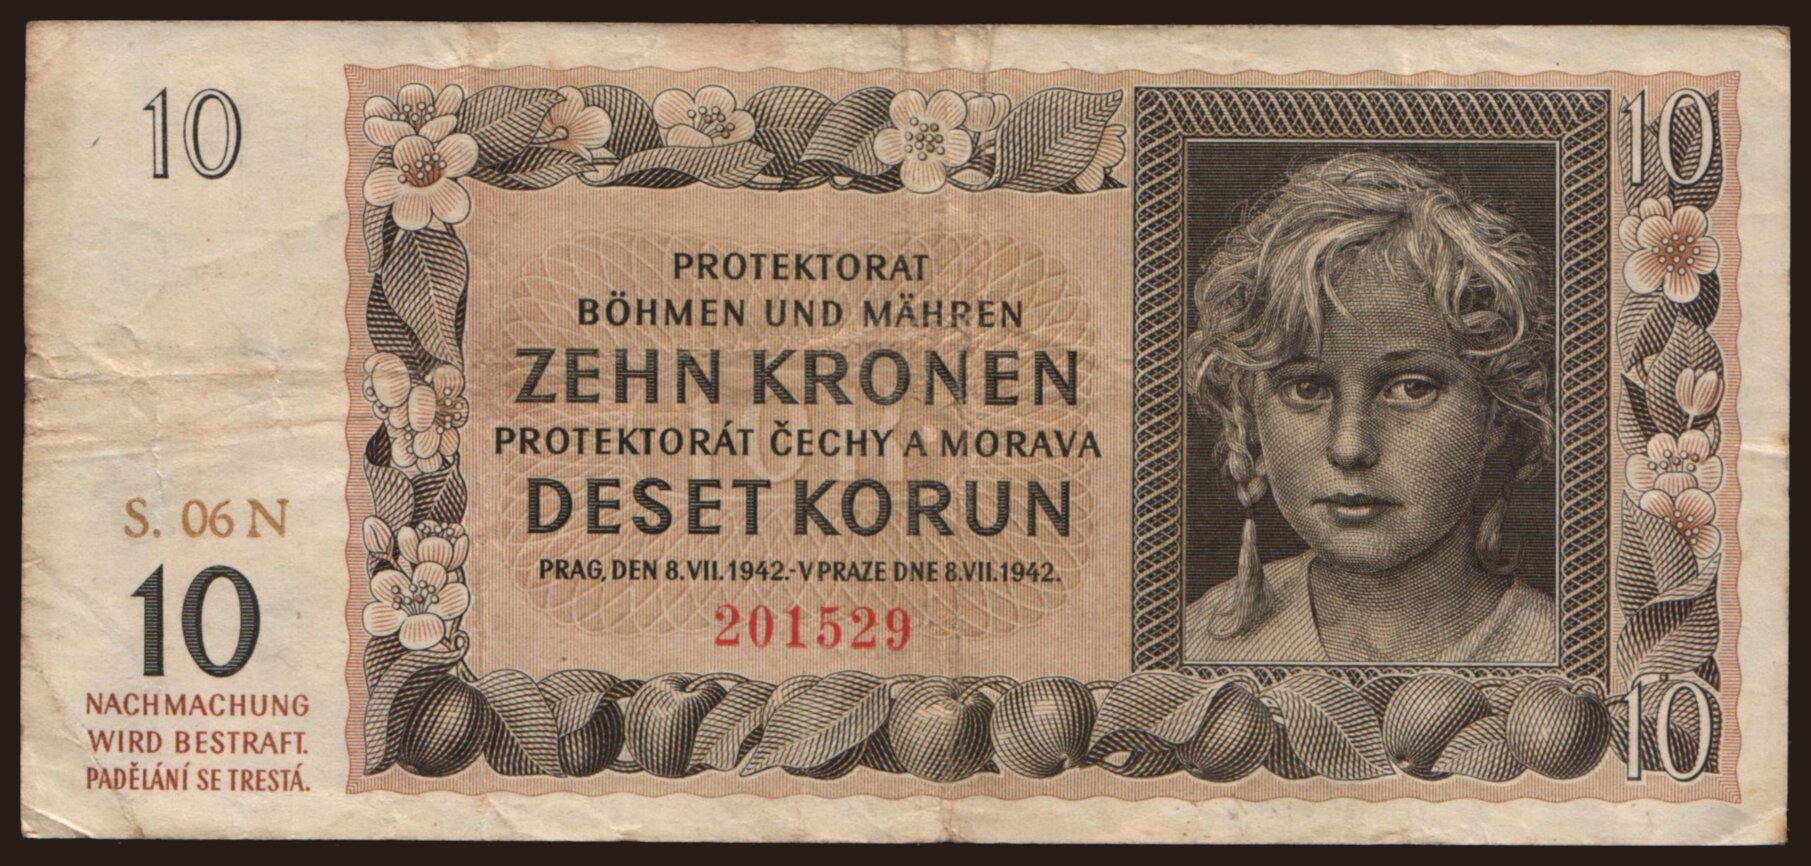 10
10
PROTEKTORAT
BÖHMEN UND MÄHREN
ZEHN KRONEN
PROTEKTORÁT ČECHY A MORAVA
DESET KORUN
PRAG, DEN 8.VII.1942.-V PRAZE DNE 8.VII.1942.
201529
S. 06 N
10
NACHMACHUNG
WIRD BESTRAFT.
PADĚLÁNÍ SE TRESTÁ.
10